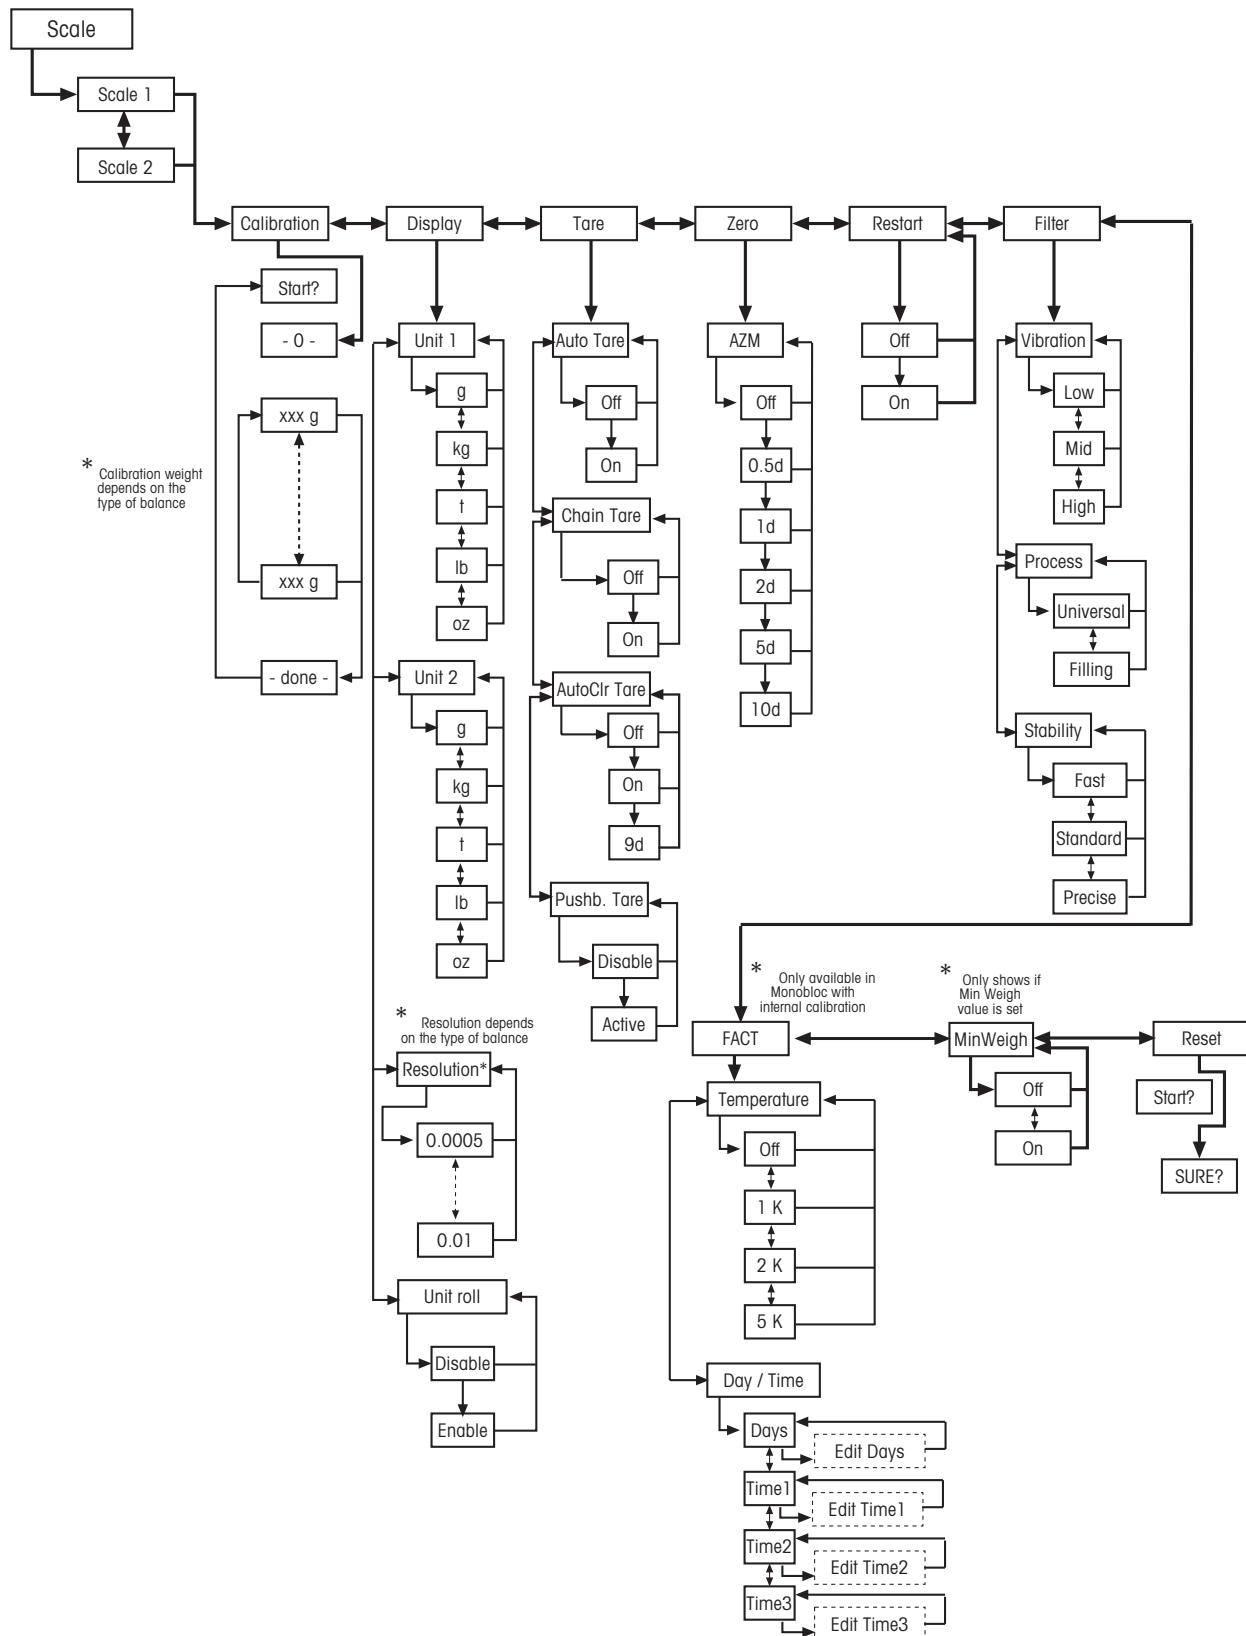 Scale
Scale 1
Scale 2
Calibration
Display
Tare
Zero
Restart
Filter
Start?
- 0 -
xxx g
* Calibration weight
depends on the
type of balance
xxx g
- done -
Unit 1
g
kg
t
lb
oz
Unit 2
g
kg
t
lb
oz
* Resolution depends
on the type of balance
Resolution*
0.0005
0.01
Unit roll
Disable
Enable
Auto Tare
Off
On
Chain Tare
Off
On
AutoClr Tare
Off
On
9d
Pushb. Tare
Disable
Active
AZM
Off
0.5d
1d
2d
5d
10d
Off
On
Vibration
Low
Mid
High
Process
Universal
Filling
Stability
Fast
Standard
Precise
* Only available in
Monobloc with
internal calibration
FACT
* Only shows if
Min Weigh
value is set
MinWeigh
Reset
Temperature
Off
1 K
2 K
5 K
Off
On
Start?
SURE?
Day / Time
Days
Edit Days
Time1
Edit Time1
Time2
Edit Time2
Time3
Edit Time3